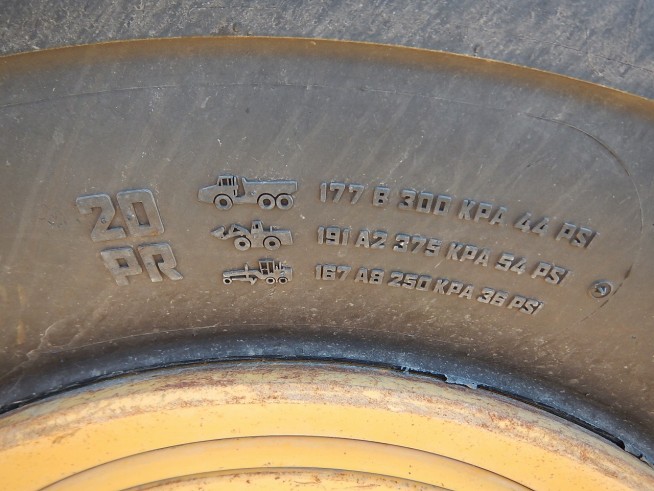 20
PR
177 B 300 KPA 44 PSI
191 A2 375 KPA 54 PSI
167 A8 250 KPA 36 PSI